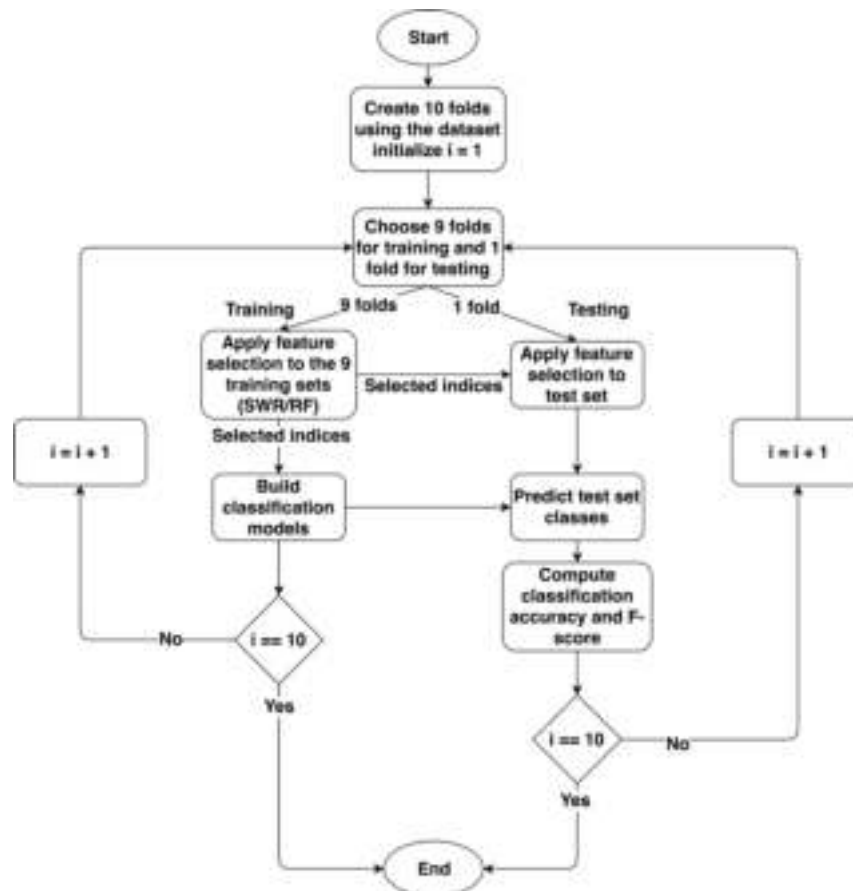 Start
Create 10 folds
using the dataset
initialize i = 1
Choose 9 folds
for training and 1
fold for testing
Training
9 folds
1 fold
Testing
Apply feature
selection to the 9
training sets
(SWR/RF)
Selected indices
Apply feature
selection to
test set
Selected indices
i = i + 1
i = i + 1
Build
classification
models
Predict test set
classes
Compute
classification
accuracy and F-
score
No
i == 10
Yes
i == 10
No
Yes
End